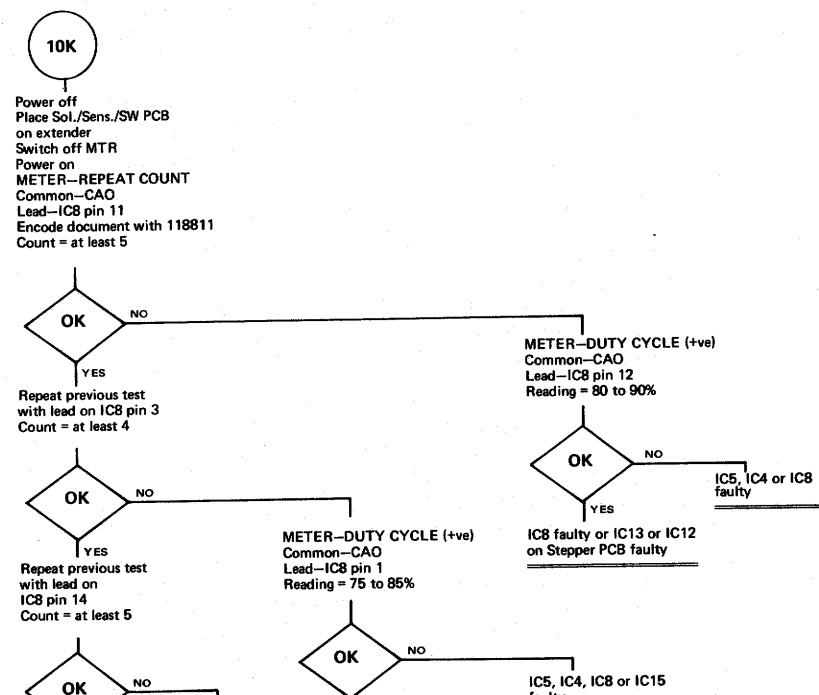 10K
Power off
Place Sol./Sens./SW PCB
on extender
Switch off MTR
Power on
METER—REPEAT COUNT
Common—CAO
Lead—IC8 pin 11
Encode document with 118811
Count = at least 5
OK
NO
YES
METER—DUTY CYCLE (+ve)
Common—CAO
Lead—IC8 pin 12
Reading = 80 to 90%
OK
NO
IC5, IC4 or IC8
faulty
YES
IC8 faulty or IC13 or IC12
on Stepper PCB faulty
Repeat previous test
with lead on IC8 pin 3
Count = at least 4
OK
NO
YES
METER—DUTY CYCLE (+ve)
Common—CAO
Lead—IC8 pin 1
Reading = 75 to 85%
OK
NO
IC5, IC4, IC8 or IC15
Repeat previous test
with lead on
IC8 pin 14
Count = at least 5
OK
NO